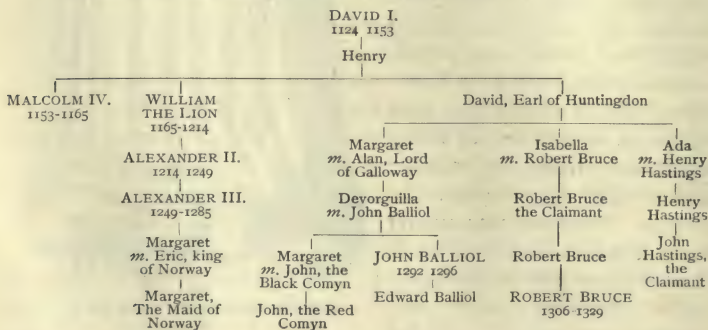 DAVID I.
1124 1153
Henry
MALCOLM IV.
1153-1165
WILLIAM
THE LION
1165-1214
ALEXANDER II.
1214 1249
ALEXANDER III.
1249-1285
Margaret
m. Eric, king
of Norway
Margaret,
The Maid of
Norway
David, Earl of Huntingdon
Margaret
m. Alan, Lord
of Galloway
Devorguilla
m. John Balliol
Margaret
m. John, the
Black Comyn
John, the Red
Comyn
JOHN BALLIOL
1292 1296
Edward Balliol
Isabella
m. Robert Bruce
Robert Bruce
the Claimant
Robert Bruce
ROBERT BRUCE
1306-1329
Ada
m. Henry
Hastings
Henry
Hastings
John
Hastings,
the
Claimant